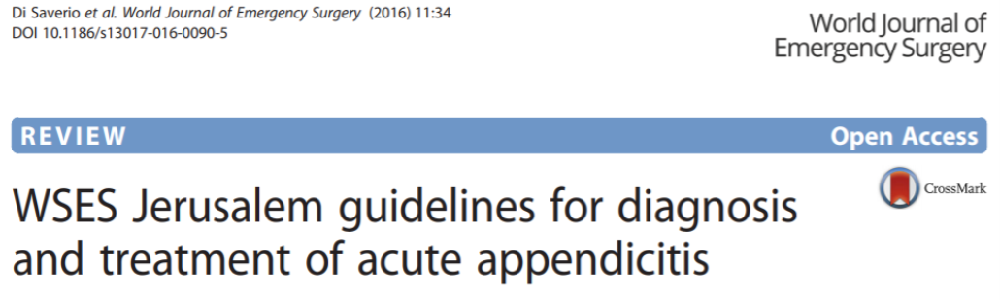 Di Saverio et al. World Journal of Emergency Surgery (2016) 11:34
DOI 10.1186/s13017-016-0090-5
World Journal of
Emergency Surgery
REVIEW
Open Access
WSES Jerusalem guidelines for diagnosis
and treatment of acute appendicitis
CrossMark